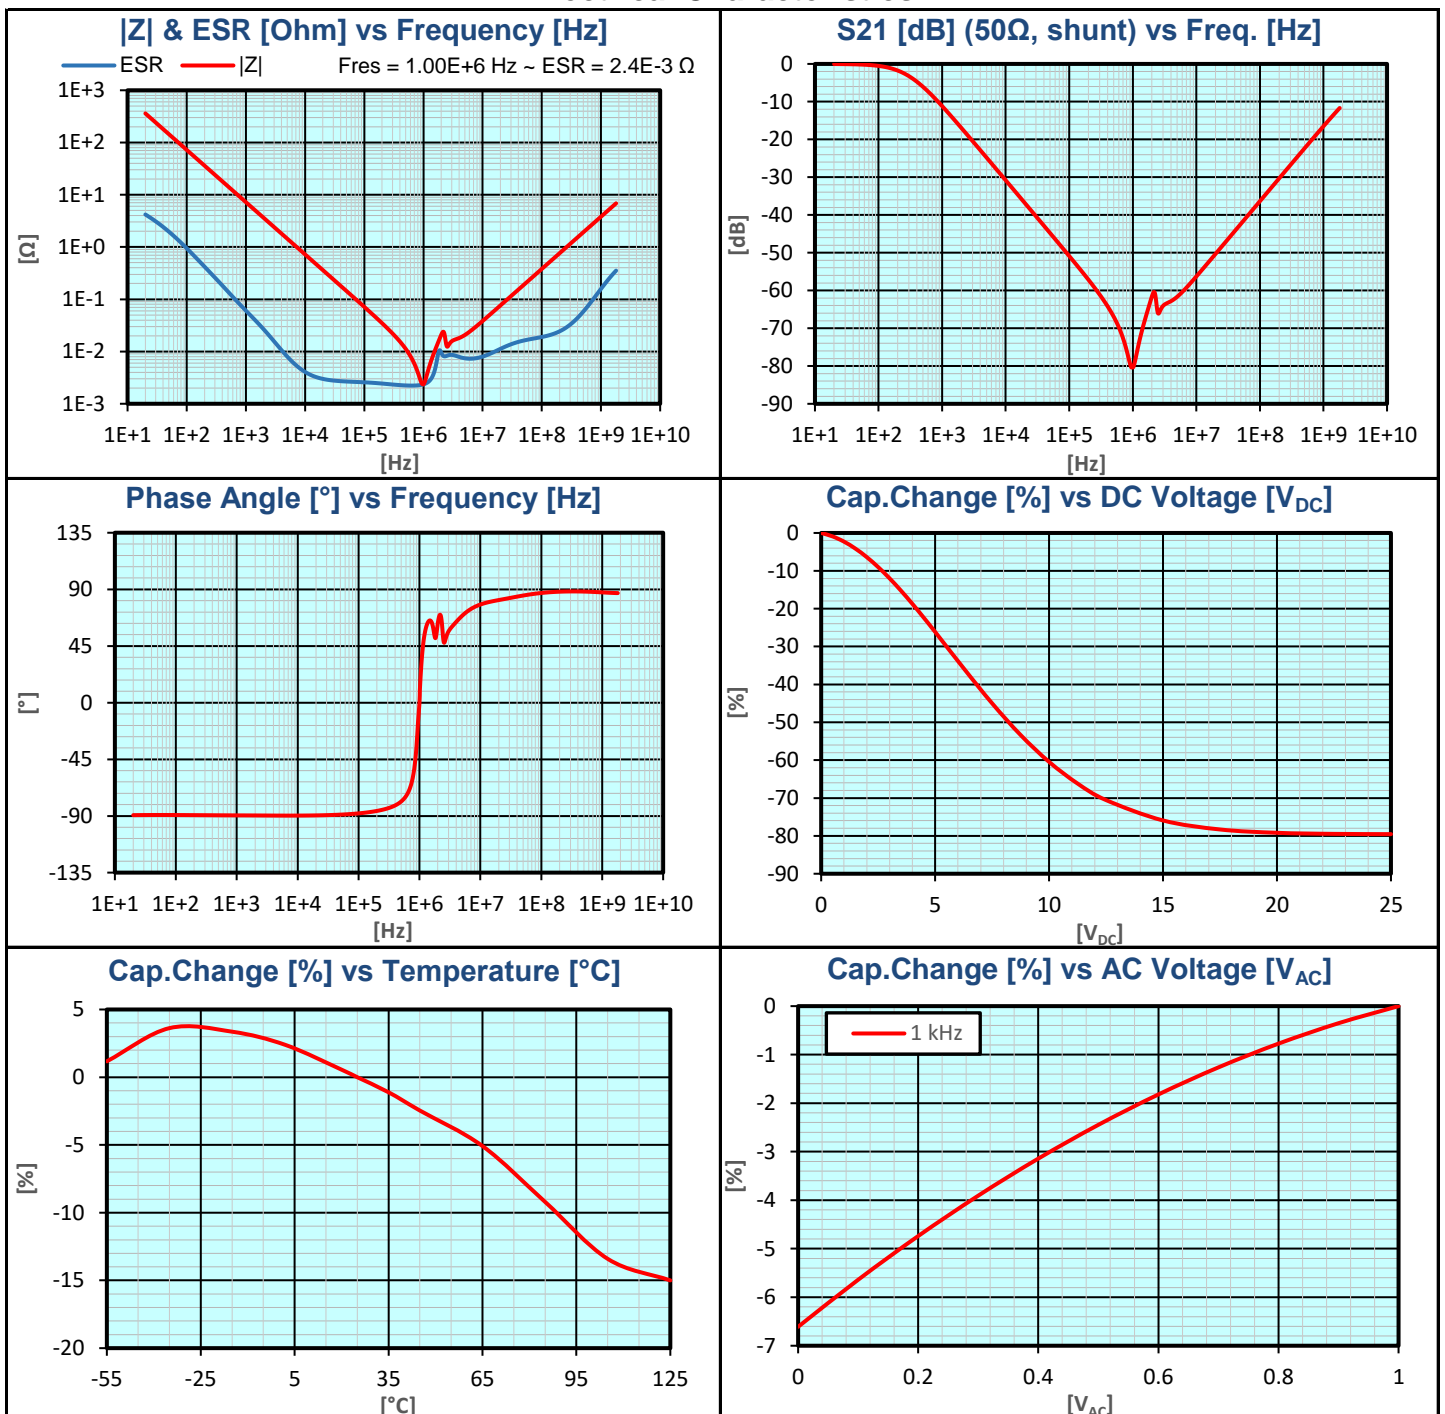 |Z| & ESR [Ohm] vs Frequency [Hz]
ESR |Z| Fres = 1.00E+6 Hz ~ ESR = 2.4E-3 Ω
1E+3
1E+2
1E+1
1E+0
1E-1
1E-2
1E-3
[Ω]
1E+1 1E+2 1E+3 1E+4 1E+5 1E+6 1E+7 1E+8 1E+9 1E+10
[Hz]
S21 [dB] (50Ω, shunt) vs Freq. [Hz]
0
-10
-20
-30
-40
-50
-60
-70
-80
-90
[dB]
1E+1 1E+2 1E+3 1E+4 1E+5 1E+6 1E+7 1E+8 1E+9 1E+10
[Hz]
Phase Angle [°] vs Frequency [Hz]
135
90
45
0
-45
-90
-135
[°]
1E+1 1E+2 1E+3 1E+4 1E+5 1E+6 1E+7 1E+8 1E+9 1E+10
[Hz]
Cap.Change [%] vs DC Voltage [VDC]
0
-10
-20
-30
-40
-50
-60
-70
-80
-90
[%]
0 5 10 15 20 25
[VDC]
Cap.Change [%] vs Temperature [°C]
5
0
-5
-10
-15
-20
[%]
-55 -25 5 35 65 95 125
[°C]
Cap.Change [%] vs AC Voltage [VAC]
1 kHz
0
-1
-2
-3
-4
-5
-6
-7
[%]
0 0.2 0.4 0.6 0.8 1
[VAC]